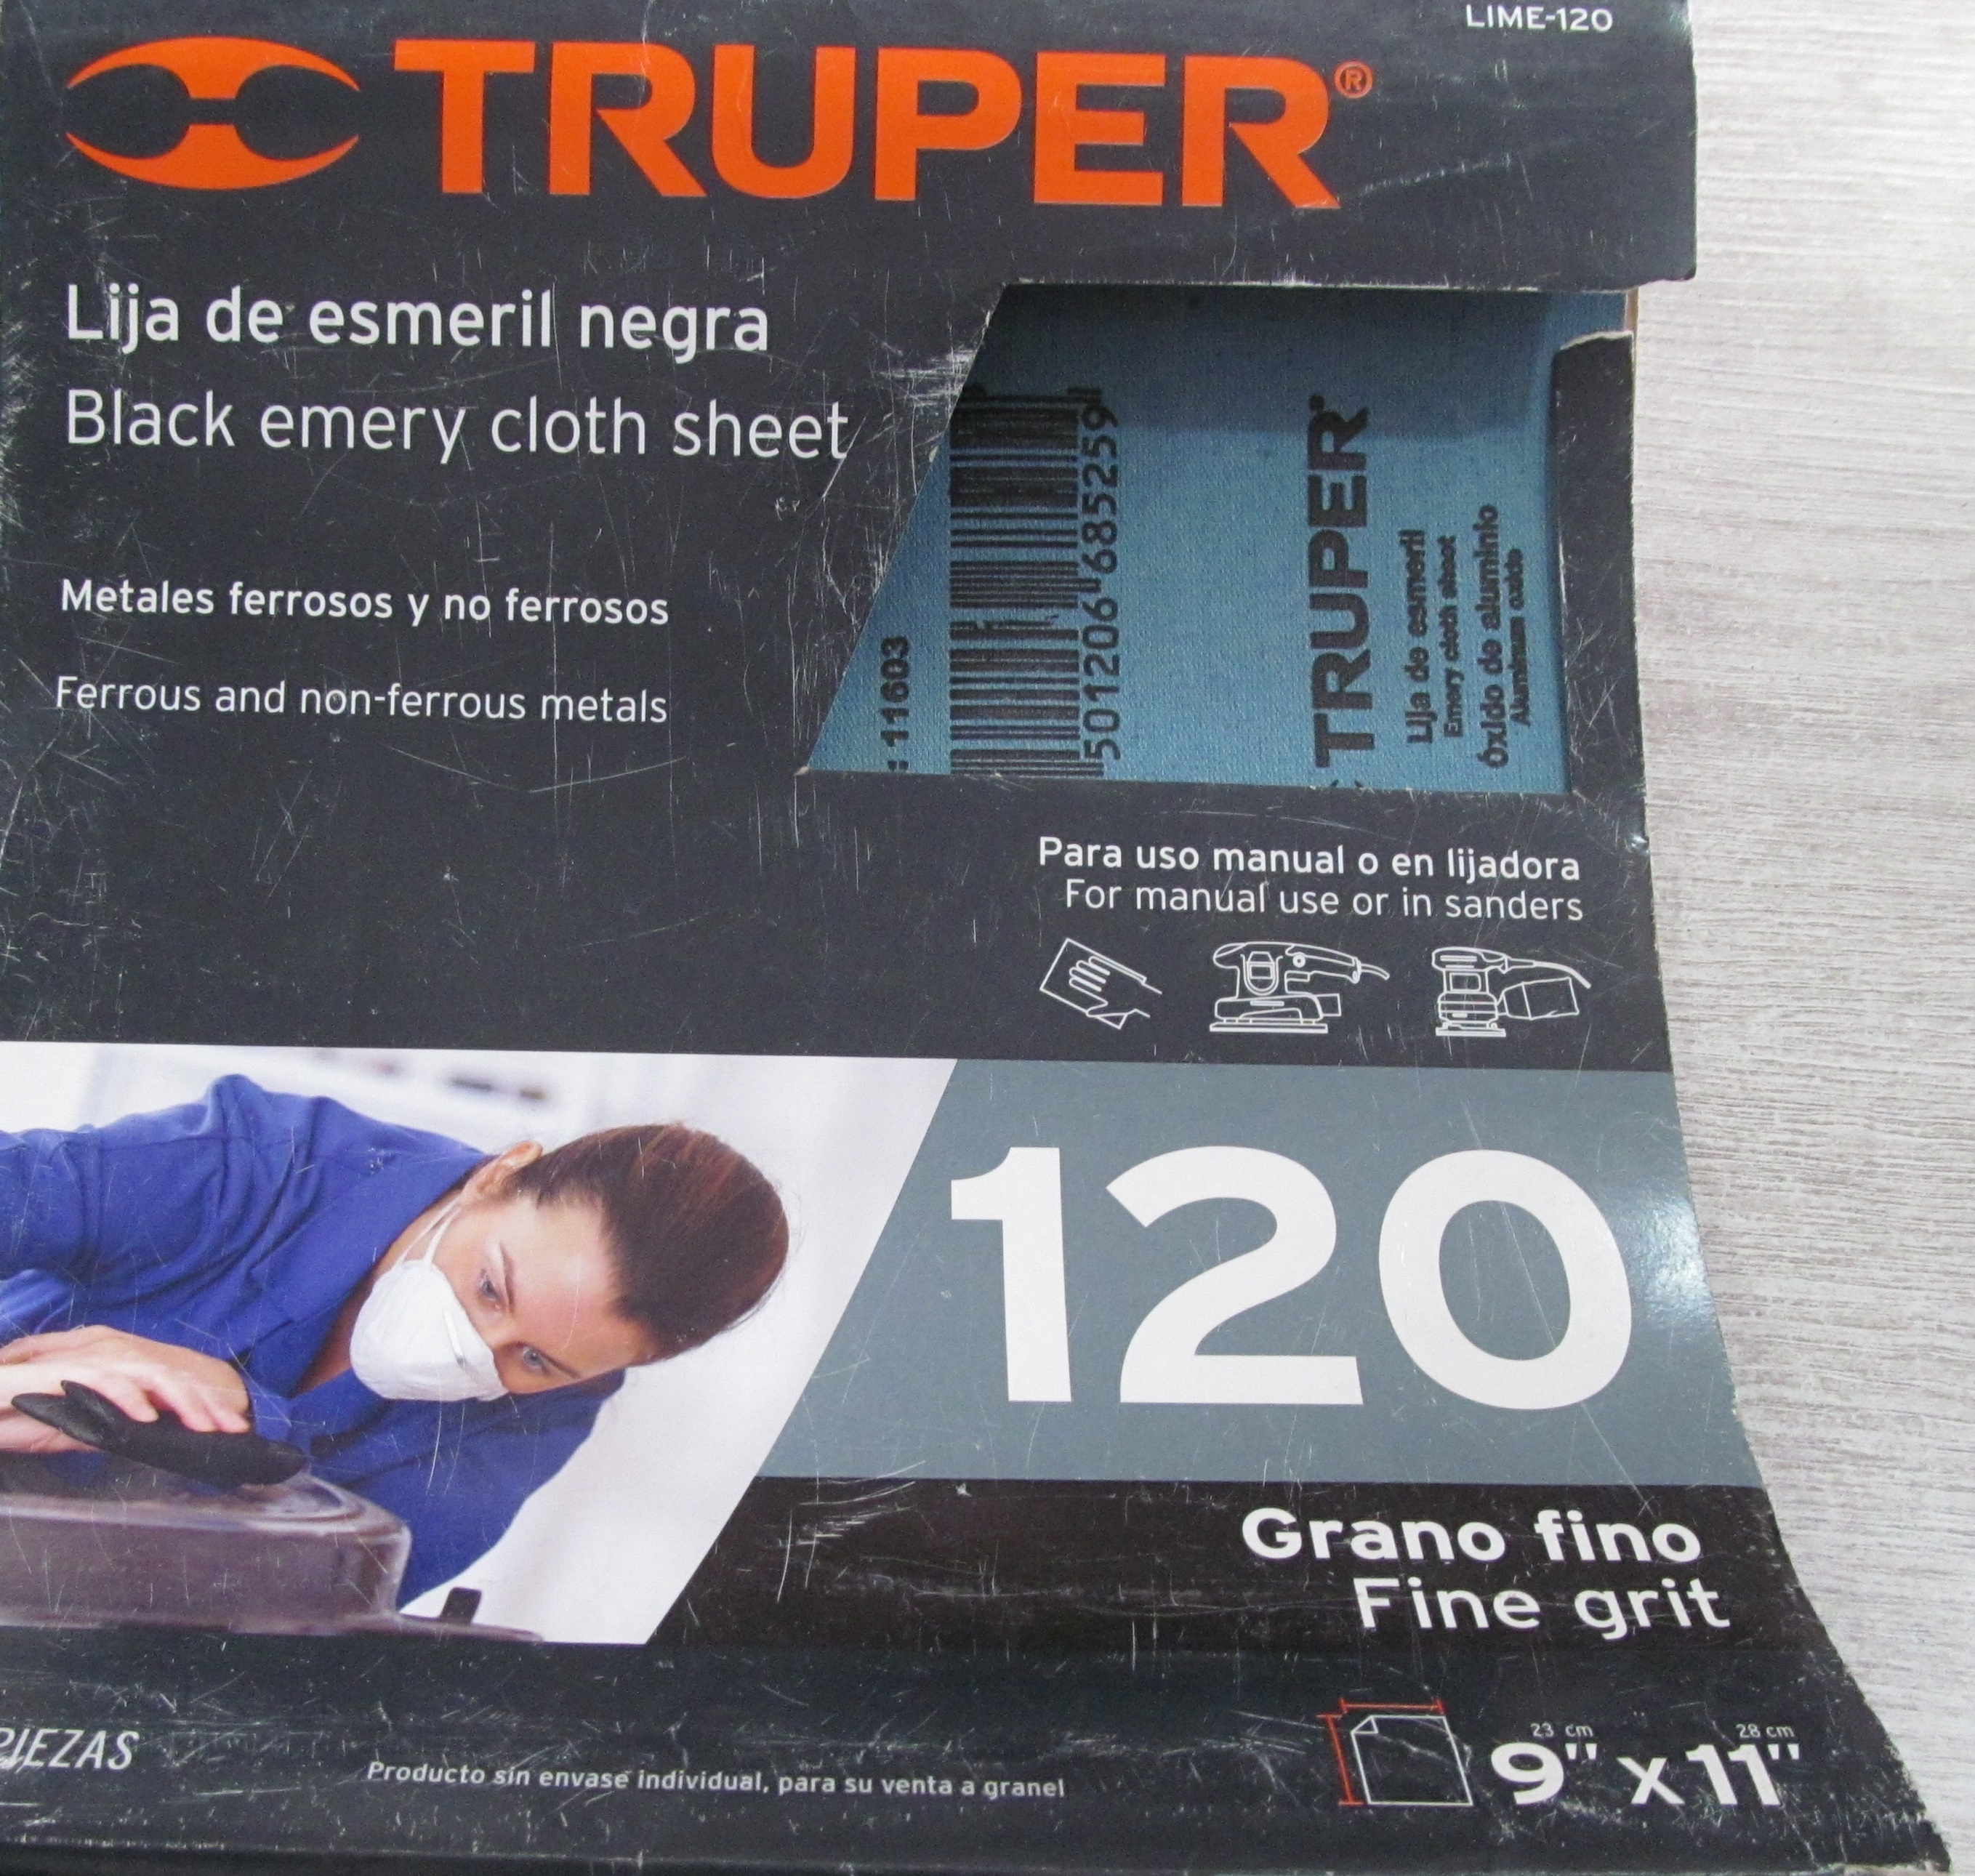 LIME-120
TRUPER®
Lija de esmeril negra
Black emery cloth sheet
Metales ferrosos y no ferrosos
Ferrous and non-ferrous metals
: 11603
501206 685259
TRUPER
Lija de esmeril
Emery cloth sheet
óxido de aluminio
Aluminum oxide
Para uso manual o en lijadora
For manual use or in sanders
120
Grano fino
Fine grit
PIEZAS
Producto sin envase individual, para su venta a granel
23 cm 28 cm
9" x 11"